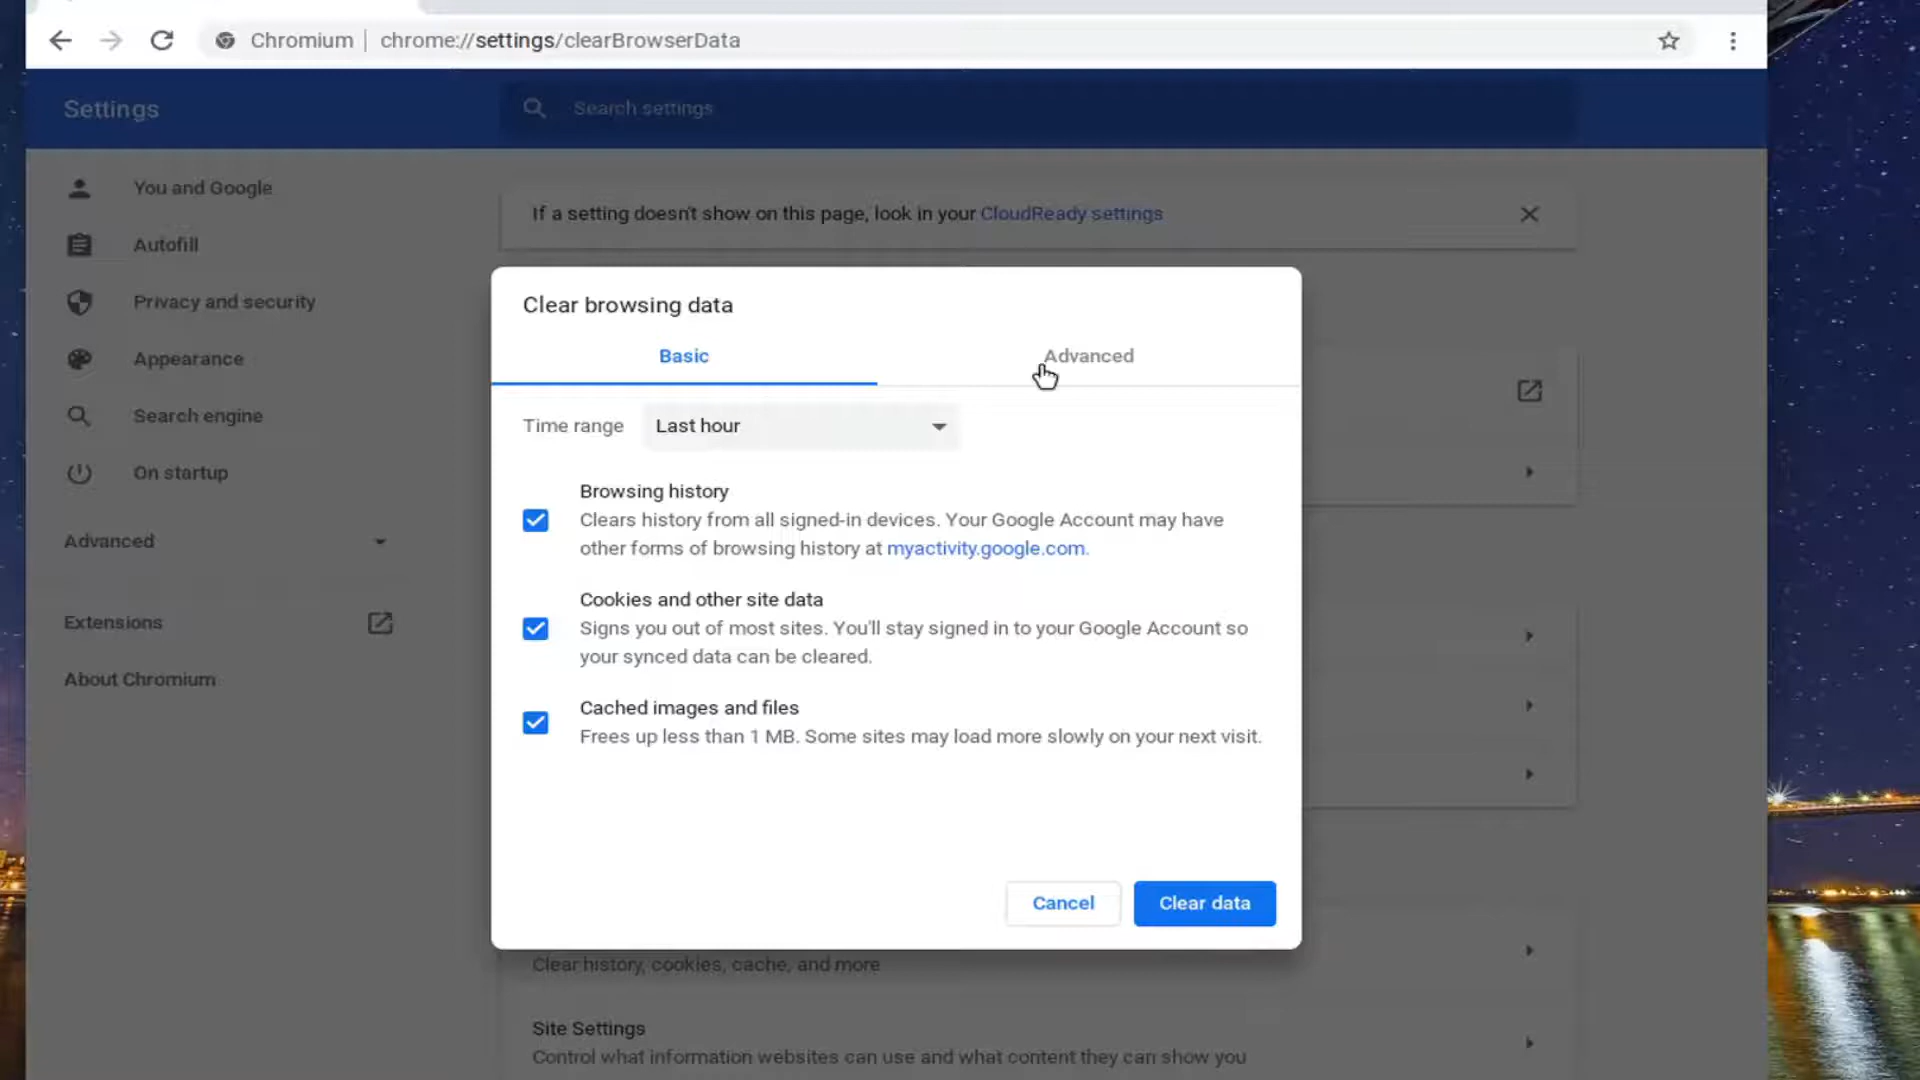 Chromium | chrome://settings/clearBrowserData
Settings
Search settings
You and Google
Autofill
Privacy and security
Appearance
Search engine
On startup
Advanced
Extensions
About Chromium
If a setting doesn't show on this page, look in your CloudReady settings
Clear browsing data
Basic
Advanced
Time range
Last hour
Browsing history
Clears history from all signed-in devices. Your Google Account may have
other forms of browsing history at myactivity.google.com.
Cookies and other site data
Signs you out of most sites. You'll stay signed in to your Google Account so
your synced data can be cleared.
Cached images and files
Frees up less than 1 MB. Some sites may load more slowly on your next visit.
Cancel
Clear data
Clear history, cookies, cache, and more
Site Settings
Control what information websites can use and what content they can show you